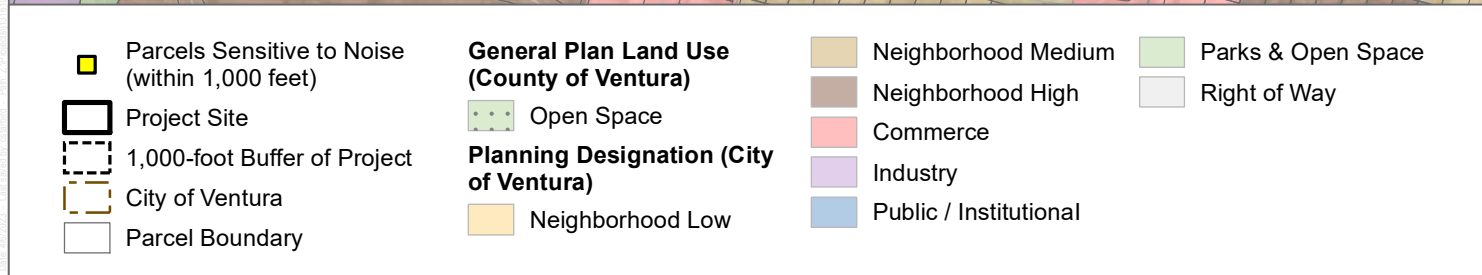 Parcels Sensitive to Noise
(within 1,000 feet)
Project Site
1,000-foot Buffer of Project
City of Ventura
Parcel Boundary
General Plan Land Use
(County of Ventura)
Open Space
Planning Designation (City
of Ventura)
Neighborhood Low
Neighborhood Medium
Neighborhood High
Commerce
Industry
Public / Institutional
Parks & Open Space
Right of Way